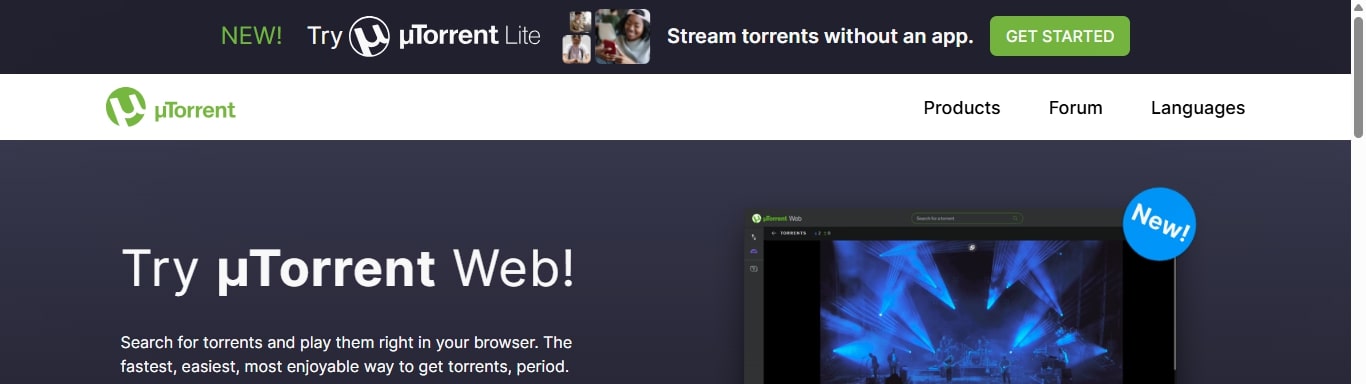 NEW! Try µTorrent Lite Stream torrents without an app. GET STARTED
µTorrent Products Forum Languages
New!
µTorrent Web Search for a torrent
TORRENTS
Try µTorrent Web!
Search for torrents and play them right in your browser. The
fastest, easiest, most enjoyable way to get torrents, period.